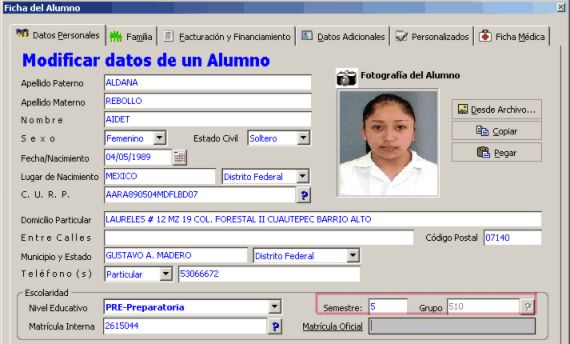 Ficha del Alumno
Datos Personales Familia Facturación y Financiamiento Datos Adicionales Personalizados Ficha Médica
Modificar datos de un Alumno
Fotografía del Alumno
Apellido Paterno ALDANA
Apellido Materno REBOLLO
Nombre AIDET
Sexo Femenino Estado Civil Soltero
Fecha/Nacimiento 04/05/1989
Lugar de Nacimiento MEXICO Distrito Federal
C. U. R. P. AARA890504MDFLBD07 ?
Desde Archivo...
Copiar
Pegar
Domicilio Particular LAURELES # 12 MZ 19 COL. FORESTAL II CUAUTEPEC BARRIO ALTO
Entre Calles Código Postal 07140
Municipio y Estado GUSTAVO A. MADERO Distrito Federal
Teléfono (s) Particular 53066672
Escolaridad
Nivel Educativo PRE-Preparatoria Semestre: 5 Grupo 510 ?
Matrícula Interna 2615044 ? Matrícula Oficial